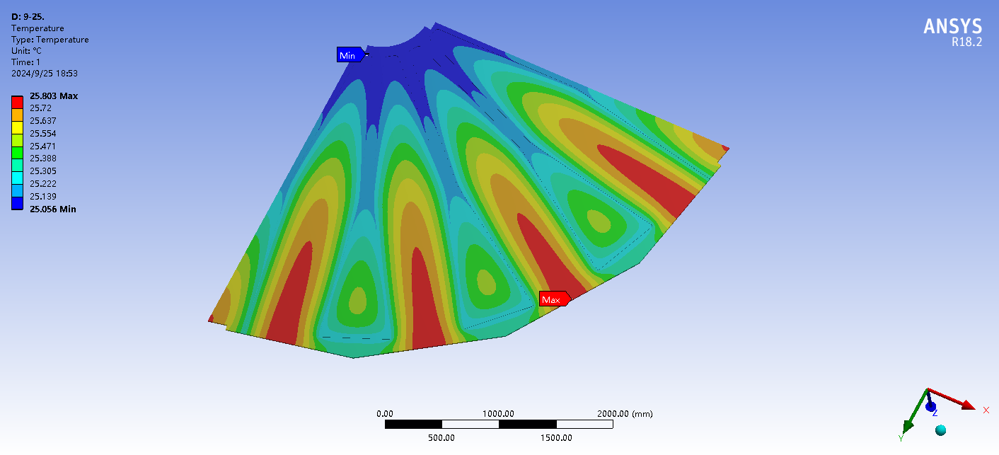 D: 9-25.
Temperature
Type: Temperature
Unit: °C
Time: 1
2024/9/25 18:53
25.803 Max
25.72
25.637
25.554
25.471
25.388
25.305
25.222
25.139
25.056 Min
Min
Max
ANSYS
R18.2
0.00 1000.00 2000.00 (mm)
500.00 1500.00
X
Y
Z